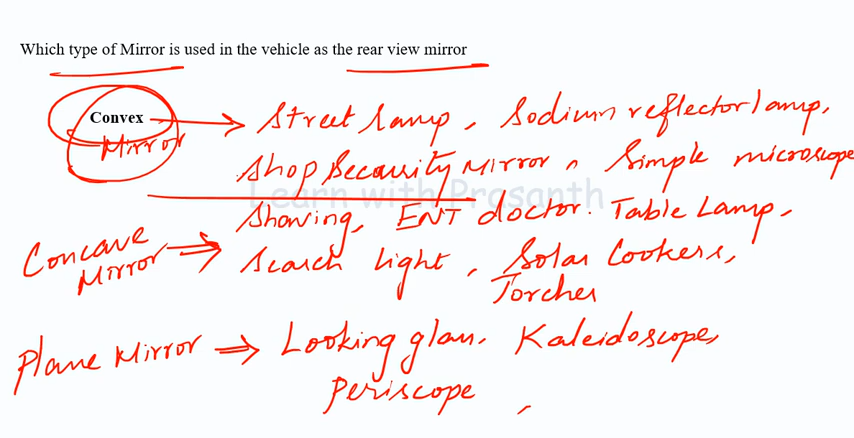 Which type of Mirror is used in the vehicle as the rear view mirror
Convex → Street Lamp, Sodium reflector lamp,
Mirror
Shop Security Mirror, Simple microscope
Learn with Prasanth
Shaving, ENT doctor. Table Lamp,
Concave Mirror ⇒ Search light, Solar Cookers,
Torches
Plane Mirror ⇒ Looking glass, Kaleidoscope,
Periscope,